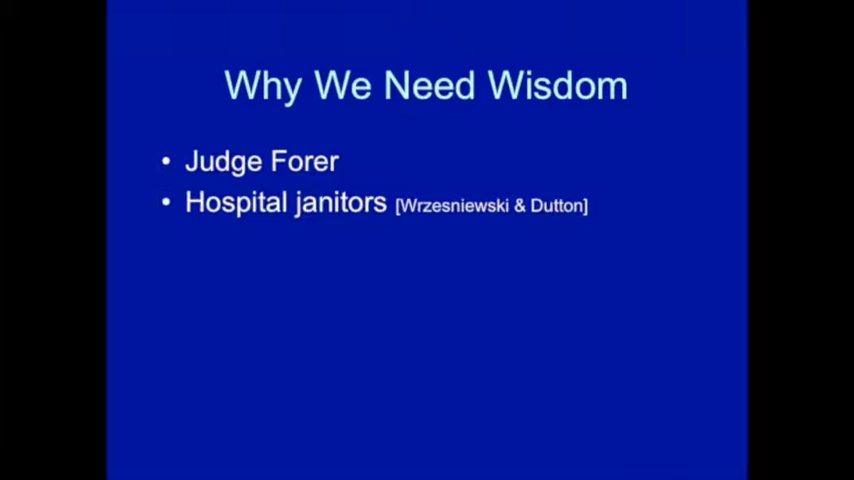 Why We Need Wisdom
• Judge Forer
• Hospital janitors [Wrzesniewski & Dutton]